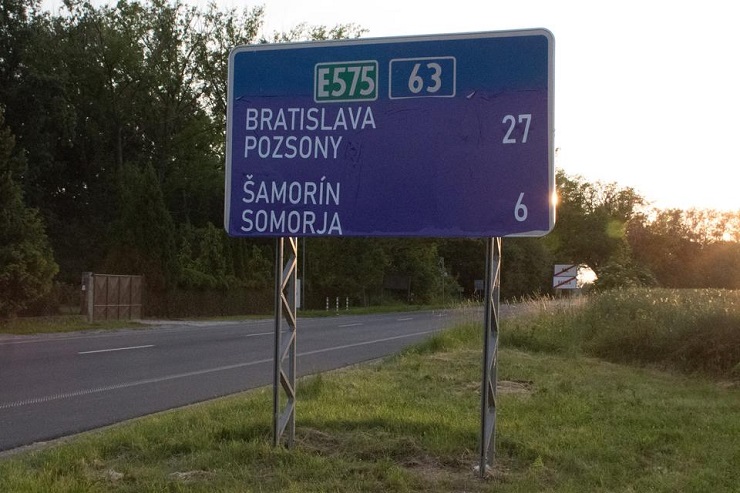 E575 63
BRATISLAVA 27
POZSONY
ŠAMORÍN 6
SOMORJA